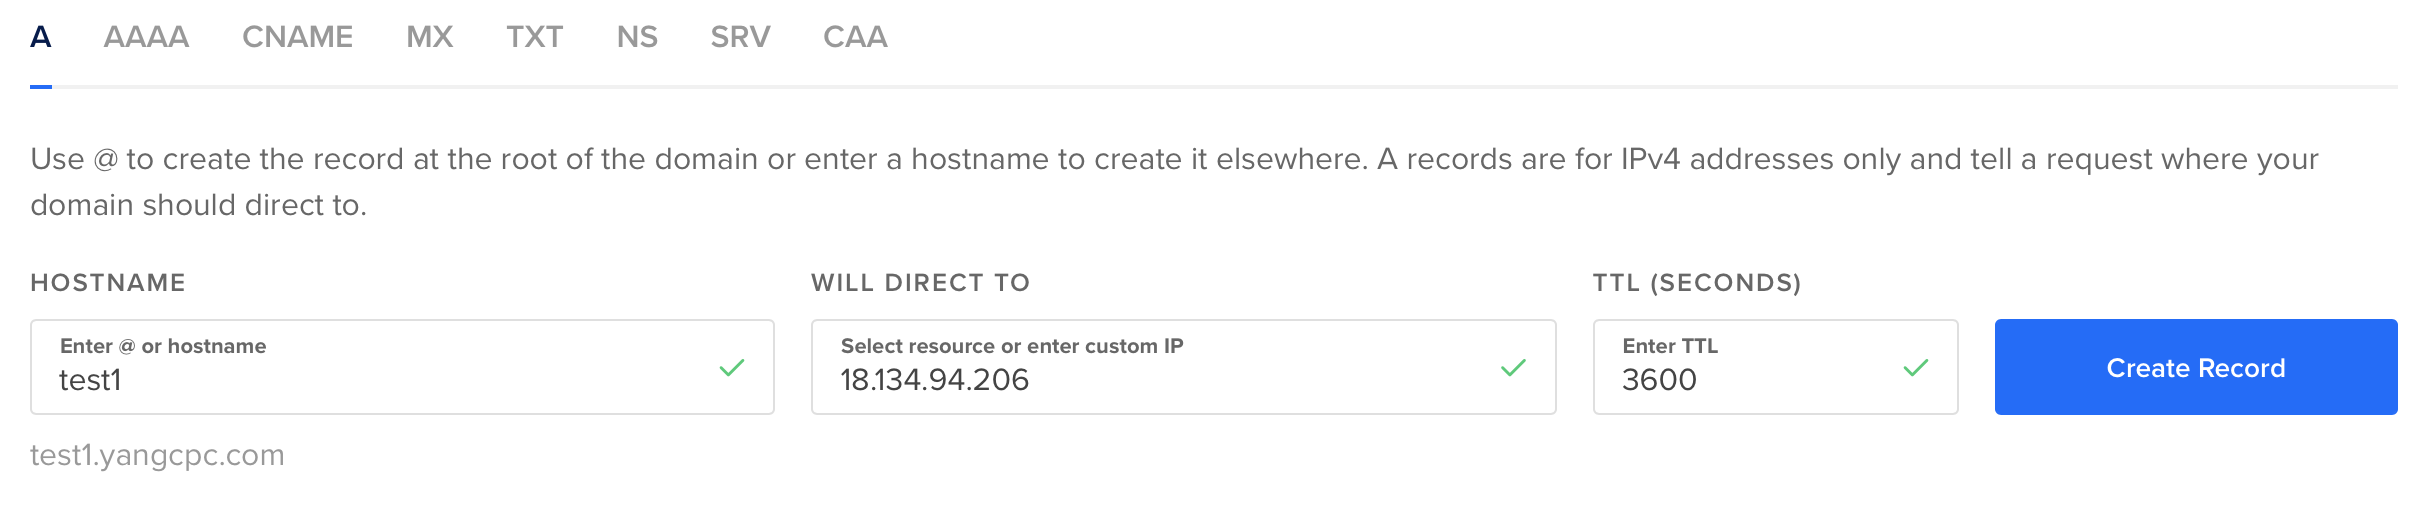 A AAAA CNAME MX TXT NS SRV CAA
Use @ to create the record at the root of the domain or enter a hostname to create it elsewhere. A records are for IPv4 addresses only and tell a request where your
domain should direct to.
HOSTNAME WILL DIRECT TO TTL (SECONDS)
Enter @ or hostname Select resource or enter custom IP Enter TTL
test1 18.134.94.206 3600 Create Record
test1.yangcpc.com